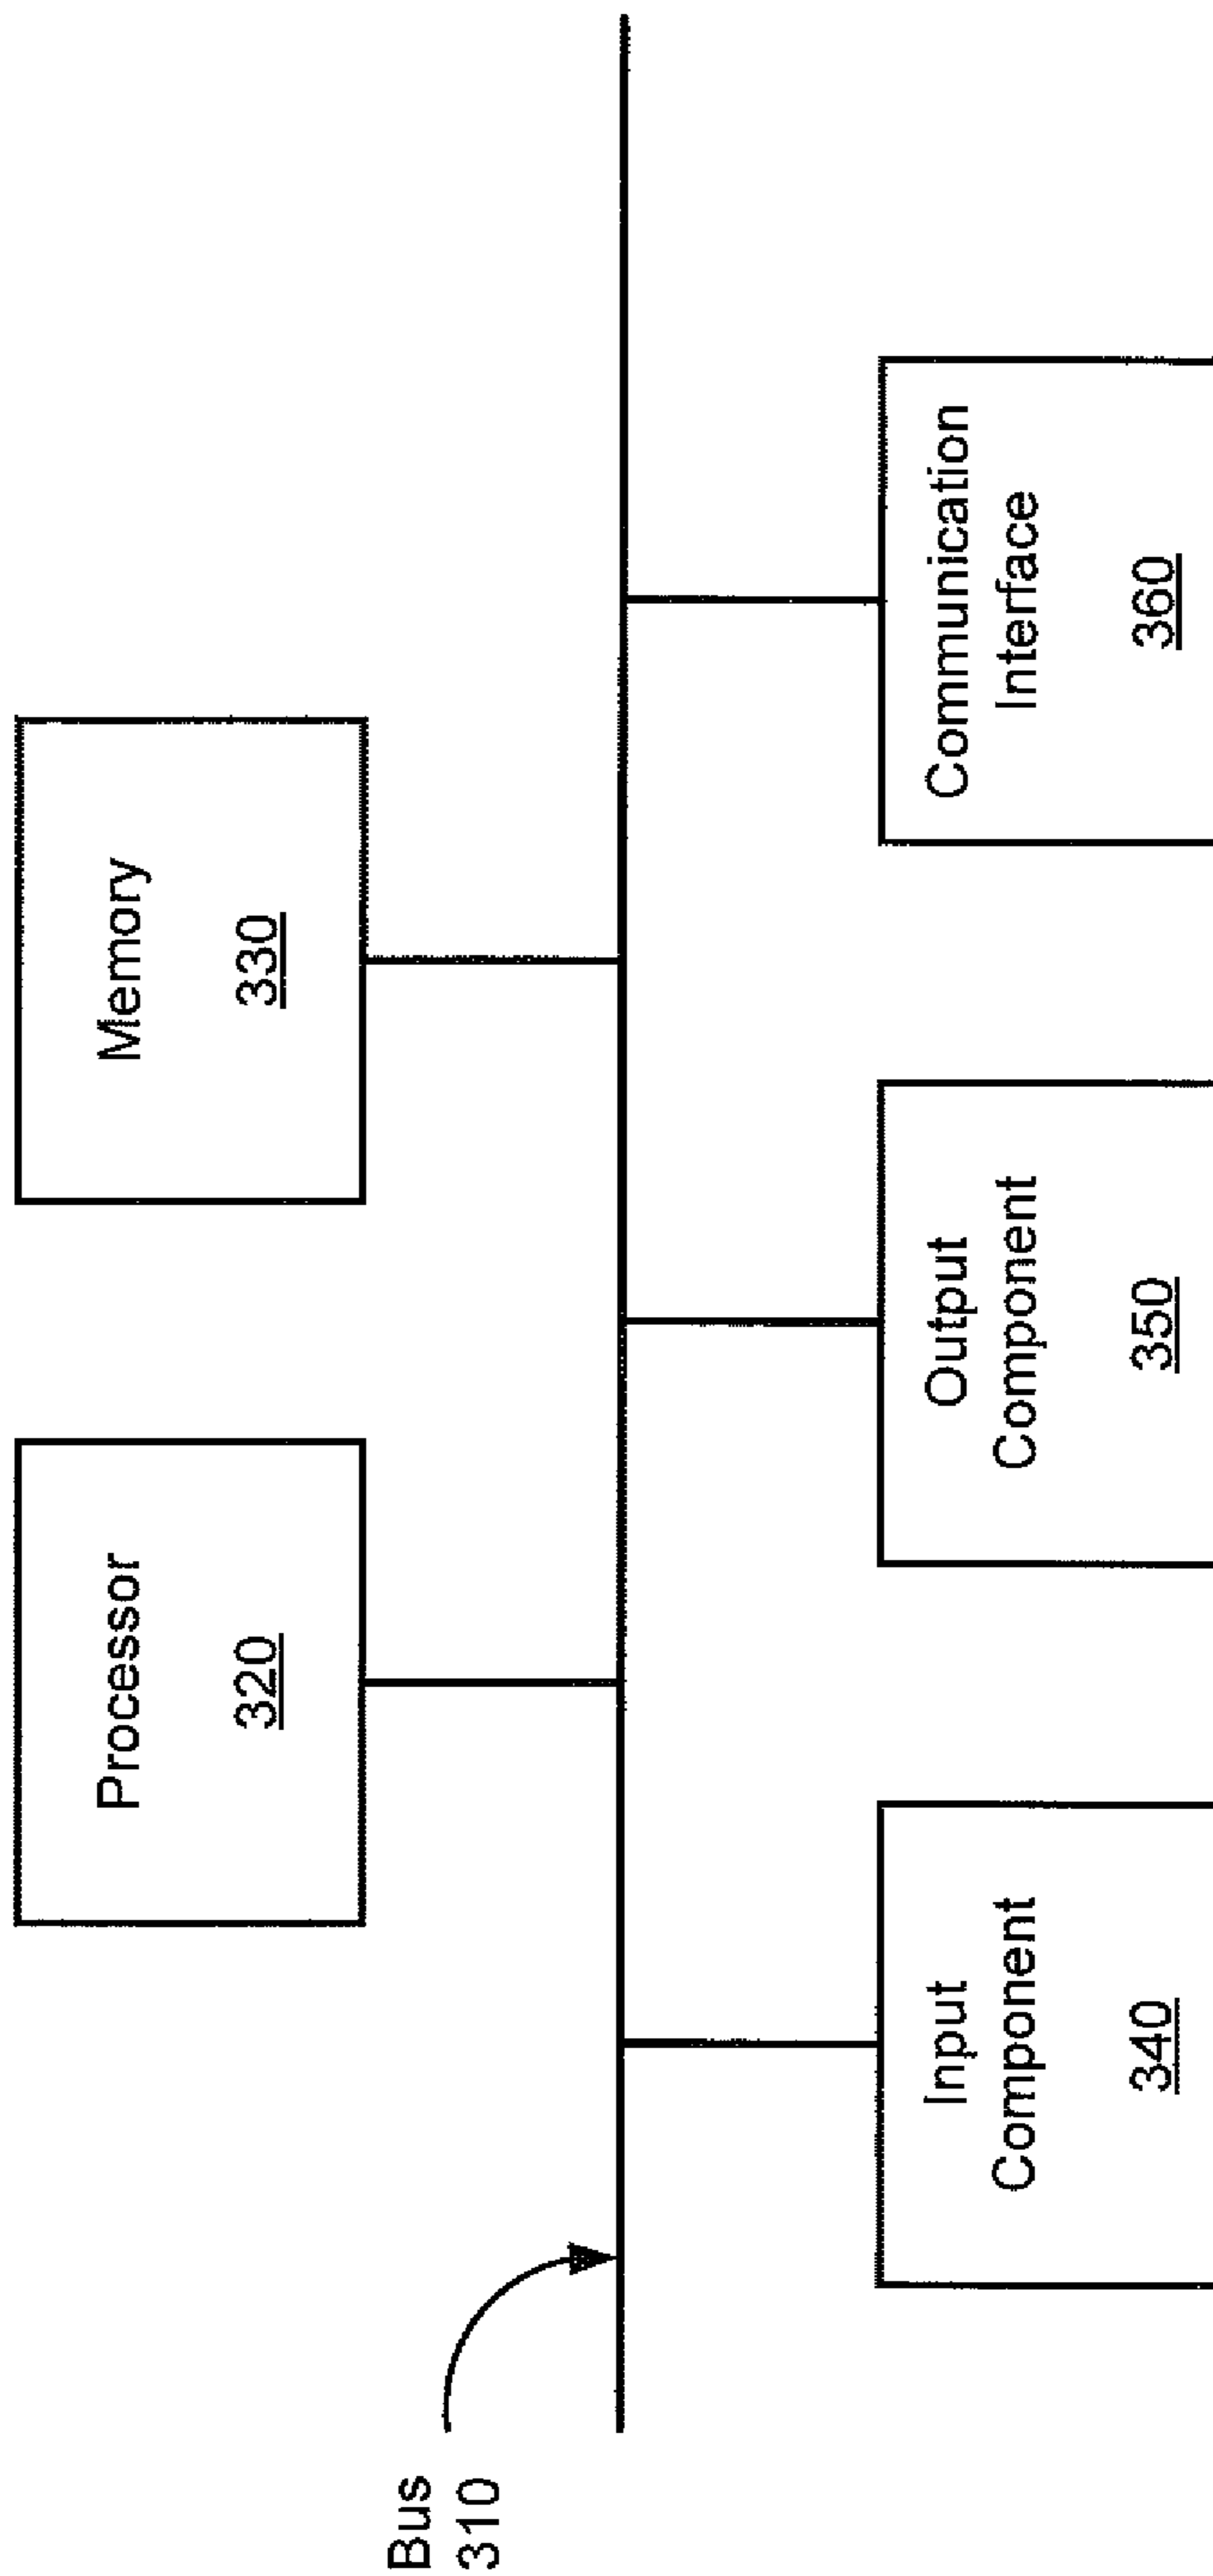 Processor
320
Memory
330
Bus
310
Input
Component
340
Output
Component
350
Communication
Interface
360